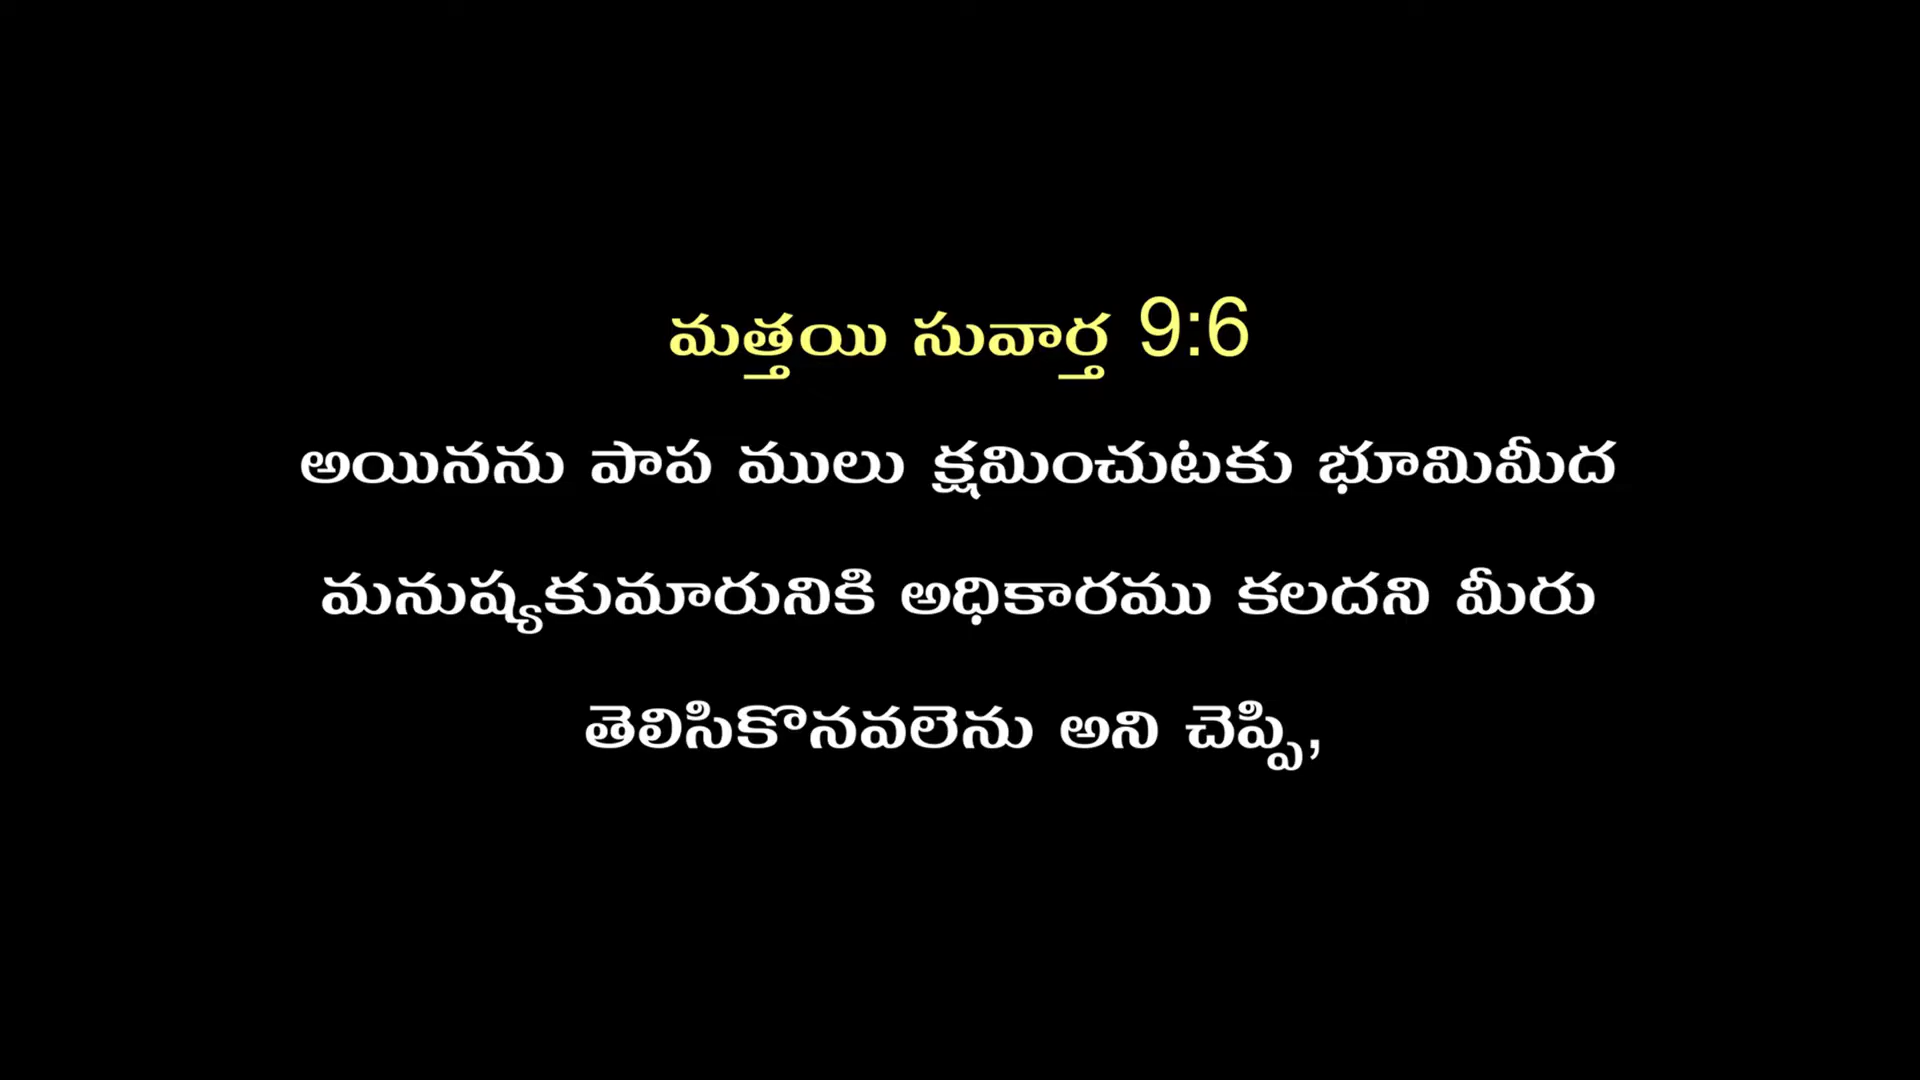 మత్తయి సువార్త 9:6
అయినను పాప ములు క్షమించుటకు భూమిమీద
మనుష్యకుమారునికి అధికారము కలదని మీరు
తెలిసికొనవలెను అని చెప్పి,